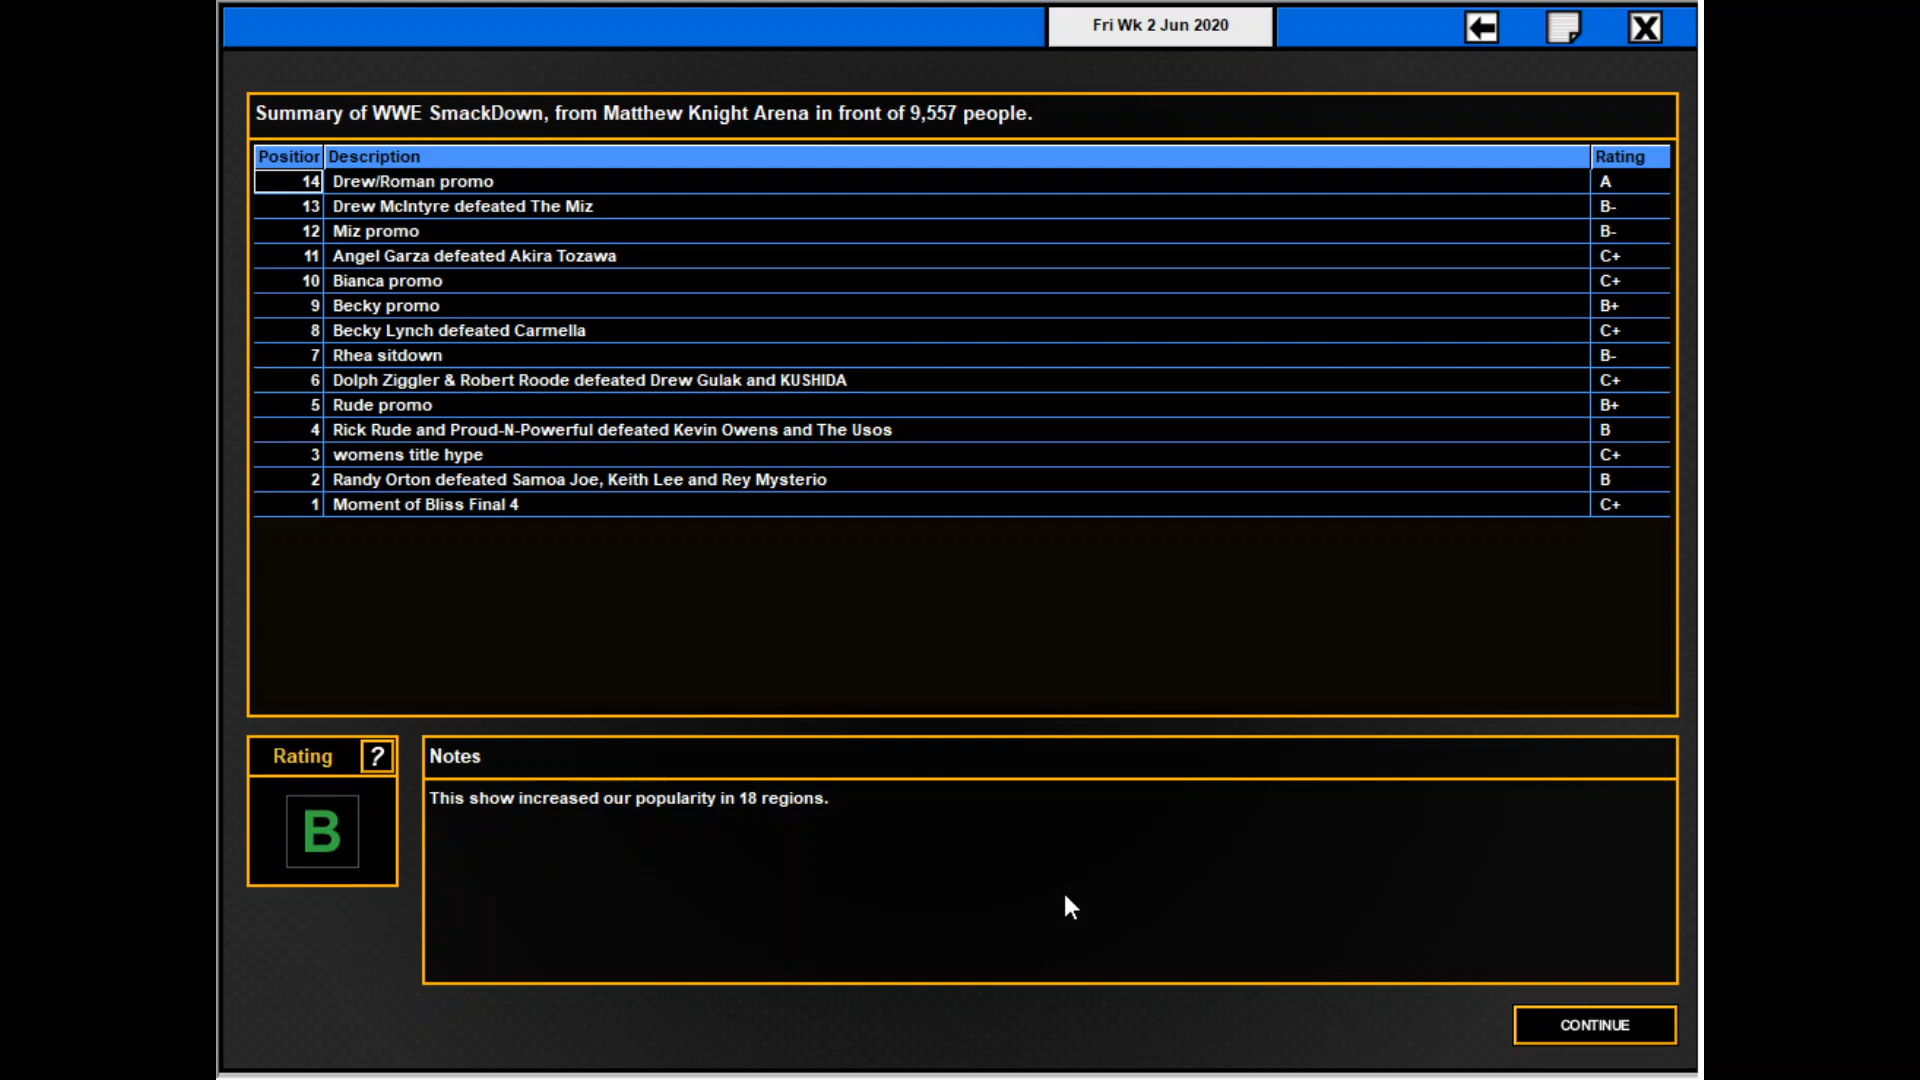 Fri Wk 2 Jun 2020
Summary of WWE SmackDown, from Matthew Knight Arena in front of 9,557 people.
Position Description Rating
14 Drew/Roman promo A
13 Drew McIntyre defeated The Miz B-
12 Miz promo B-
11 Angel Garza defeated Akira Tozawa C+
10 Bianca promo C+
9 Becky promo B+
8 Becky Lynch defeated Carmella C+
7 Rhea sitdown B-
6 Dolph Ziggler & Robert Roode defeated Drew Gulak and KUSHIDA C+
5 Rude promo B+
4 Rick Rude and Proud-N-Powerful defeated Kevin Owens and The Usos B
3 womens title hype C+
2 Randy Orton defeated Samoa Joe, Keith Lee and Rey Mysterio B
1 Moment of Bliss Final 4 C+
Rating ?
B
Notes
This show increased our popularity in 18 regions.
CONTINUE